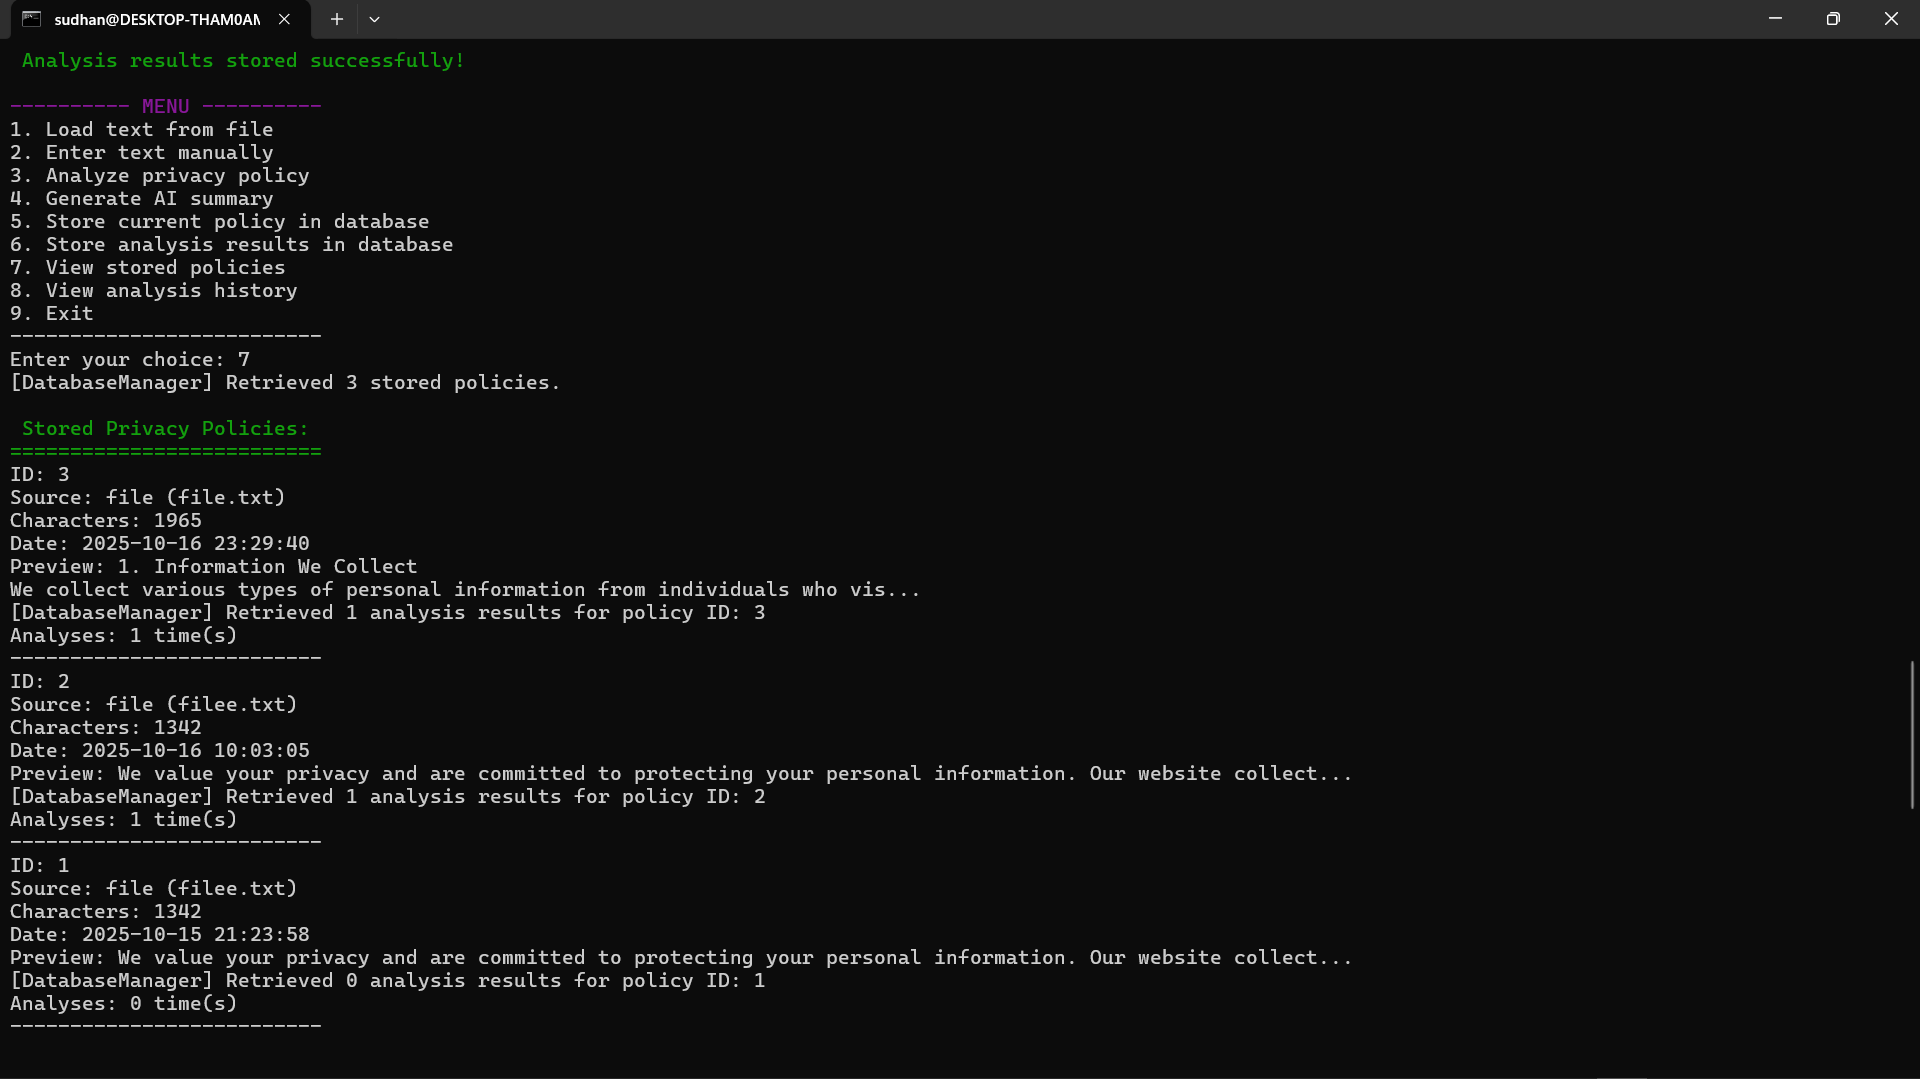 sudhan@DESKTOP-THAM0AM
Analysis results stored successfully!
---------- MENU ----------
1. Load text from file
2. Enter text manually
3. Analyze privacy policy
4. Generate AI summary
5. Store current policy in database
6. Store analysis results in database
7. View stored policies
8. View analysis history
9. Exit
--------------------------
Enter your choice: 7
[DatabaseManager] Retrieved 3 stored policies.
Stored Privacy Policies:
==========================
ID: 3
Source: file (file.txt)
Characters: 1965
Date: 2025-10-16 23:29:40
Preview: 1. Information We Collect
We collect various types of personal information from individuals who vis...
[DatabaseManager] Retrieved 1 analysis results for policy ID: 3
Analyses: 1 time(s)
--------------------------
ID: 2
Source: file (filee.txt)
Characters: 1342
Date: 2025-10-16 10:03:05
Preview: We value your privacy and are committed to protecting your personal information. Our website collect...
[DatabaseManager] Retrieved 1 analysis results for policy ID: 2
Analyses: 1 time(s)
--------------------------
ID: 1
Source: file (filee.txt)
Characters: 1342
Date: 2025-10-15 21:23:58
Preview: We value your privacy and are committed to protecting your personal information. Our website collect...
[DatabaseManager] Retrieved 0 analysis results for policy ID: 1
Analyses: 0 time(s)
--------------------------